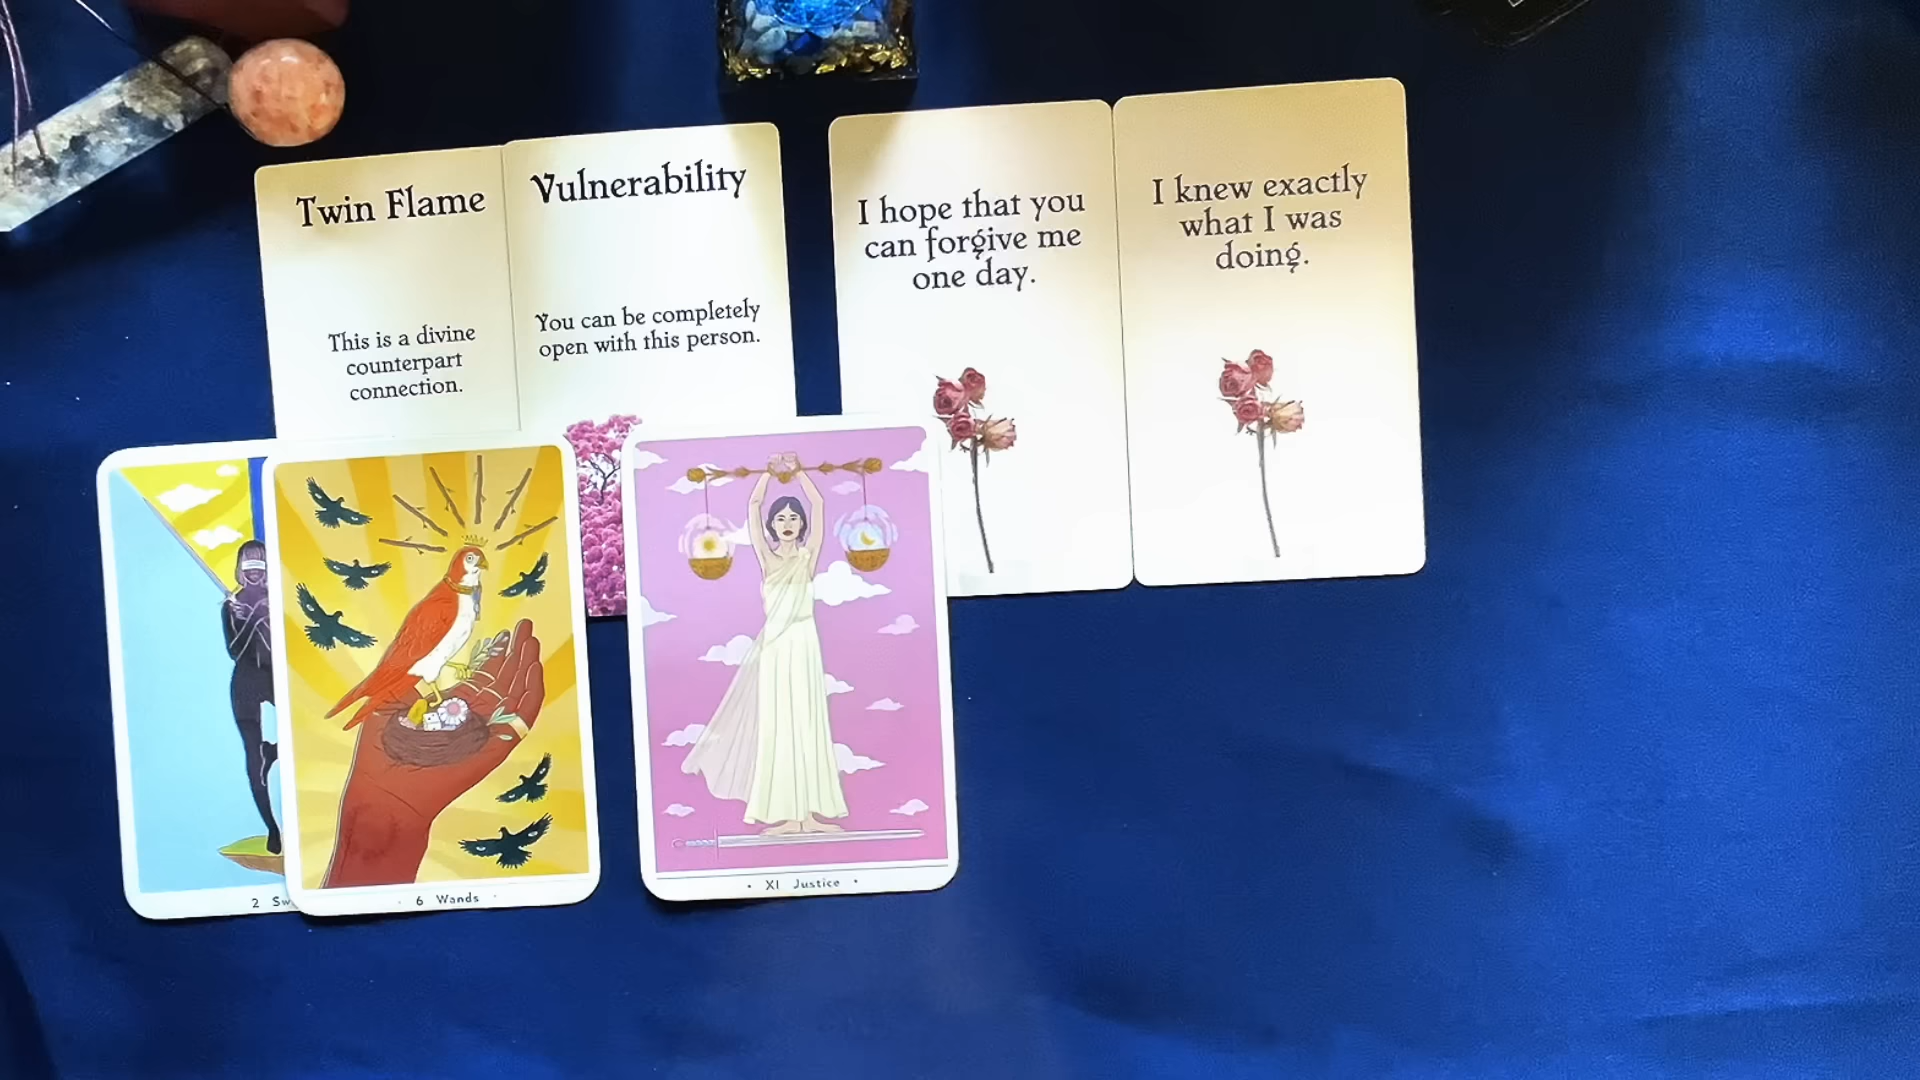 Twin Flame
This is a divine
counterpart
connection.
Vulnerability
You can be completely
open with this person.
I hope that you
can forgive me
one day.
I knew exactly
what I was
doing.
2 Sw
· 6 Wands ·
· XI Justice ·